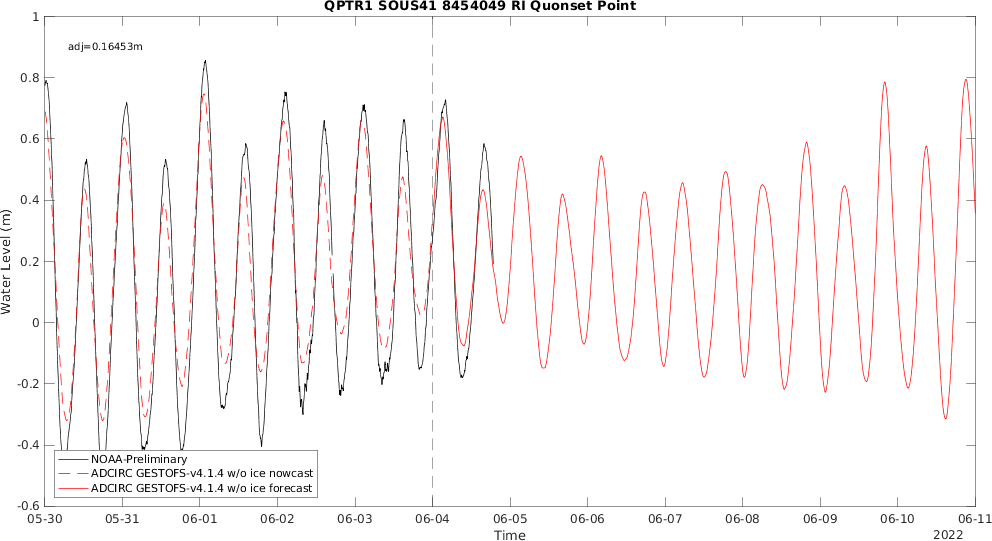 QPTR1 SOUS41 8454049 RI Quonset Point
adj=0.16453m
1
0.8
0.6
0.4
0.2
0
-0.2
-0.4
-0.6
Water Level (m)
NOAA-Preliminary
ADCIRC GESTOFS-v4.1.4 w/o ice nowcast
ADCIRC GESTOFS-v4.1.4 w/o ice forecast
05-30 05-31 06-01 06-02 06-03 06-04 06-05 06-06 06-07 06-08 06-09 06-10 06-11
Time
2022